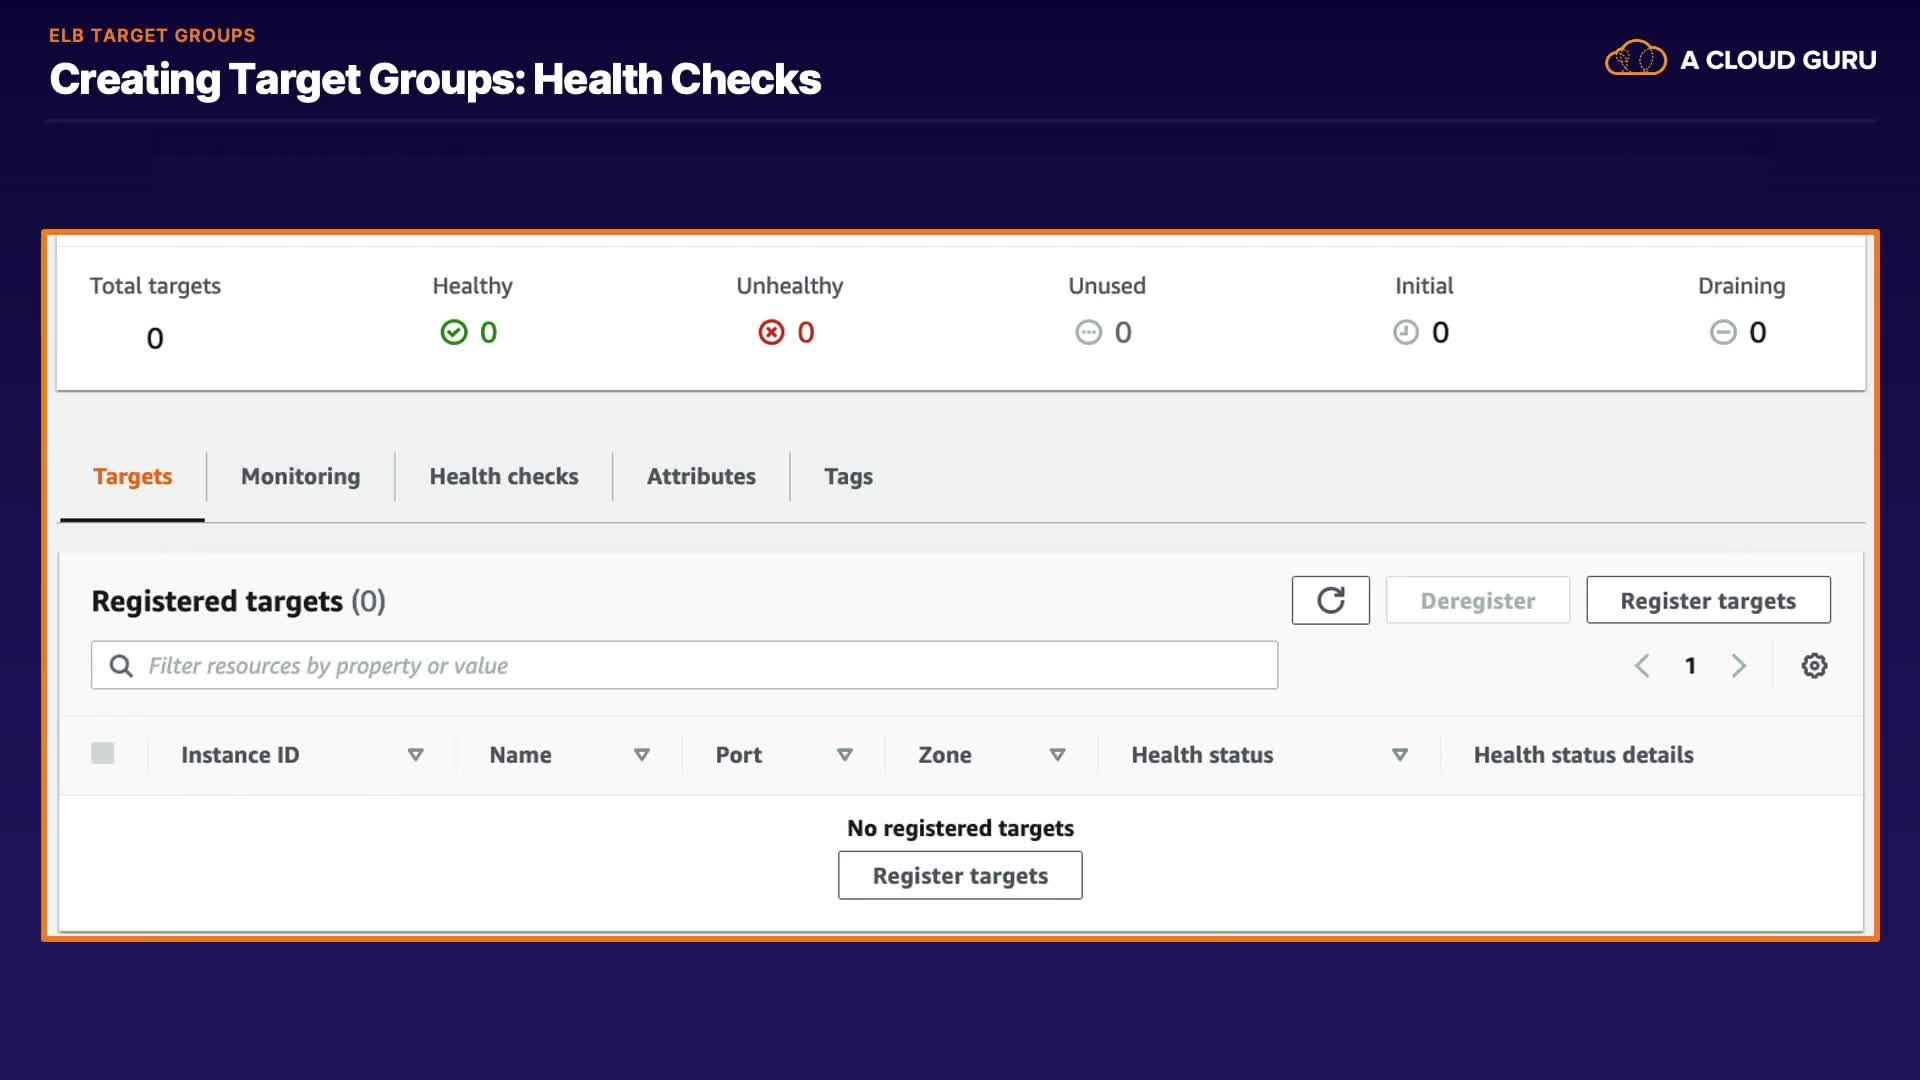 ELB TARGET GROUPS
Creating Target Groups: Health Checks
A CLOUD GURU
Total targets Healthy Unhealthy Unused Initial Draining
0 0 0 0 0 0
Targets Monitoring Health checks Attributes Tags
Registered targets (0) Deregister Register targets
Filter resources by property or value 1
Instance ID Name Port Zone Health status Health status details
No registered targets
Register targets